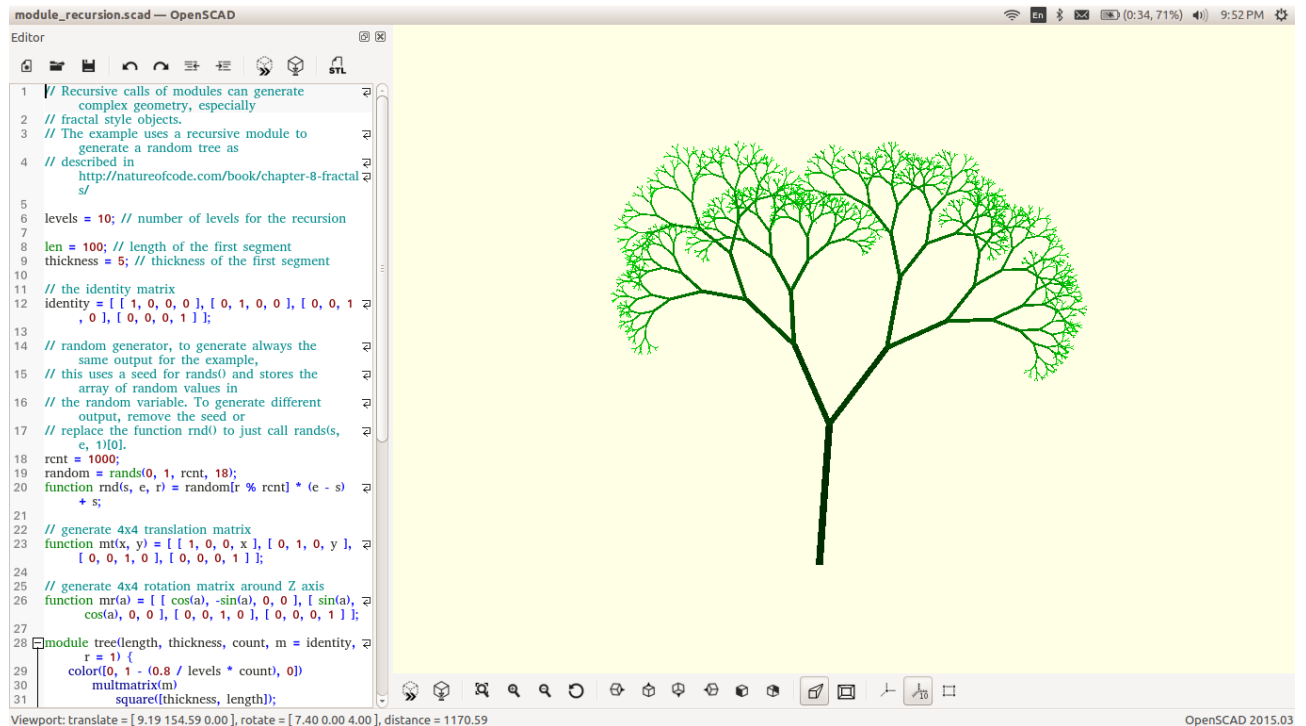 module_recursion.scad — OpenSCAD
En
(0:34, 71%)
9:52 PM
Editor
STL
1 // Recursive calls of modules can generate
complex geometry, especially
2 // fractal style objects.
3 // The example uses a recursive module to
generate a random tree as
4 // described in
http://natureofcode.com/book/chapter-8-fractal
s/
5
6 levels = 10; // number of levels for the recursion
7
8 len = 100; // length of the first segment
9 thickness = 5; // thickness of the first segment
10
11 // the identity matrix
12 identity = [ [ 1, 0, 0, 0 ], [ 0, 1, 0, 0 ], [ 0, 0, 1
, 0 ], [ 0, 0, 0, 1 ] ];
13
14 // random generator, to generate always the
same output for the example,
15 // this uses a seed for rands() and stores the
array of random values in
16 // the random variable. To generate different
output, remove the seed or
17 // replace the function rnd() to just call rands(s,
e, 1)[0].
18 rcnt = 1000;
19 random = rands(0, 1, rcnt, 18);
20 function rnd(s, e, r) = random[r % rcnt] * (e - s)
+ s;
21
22 // generate 4x4 translation matrix
23 function mt(x, y) = [ [ 1, 0, 0, x ], [ 0, 1, 0, y ],
[ 0, 0, 1, 0 ], [ 0, 0, 0, 1 ] ];
24
25 // generate 4x4 rotation matrix around Z axis
26 function mr(a) = [ [ cos(a), -sin(a), 0, 0 ], [ sin(a),
cos(a), 0, 0 ], [ 0, 0, 1, 0 ], [ 0, 0, 0, 1 ] ];
27
28 module tree(length, thickness, count, m = identity,
r = 1) {
29 color([0, 1 - (0.8 / levels * count), 0])
30 multmatrix(m)
31 square([thickness, length]);
10
Viewport: translate = [ 9.19 154.59 0.00 ], rotate = [ 7.40 0.00 4.00 ], distance = 1170.59
OpenSCAD 2015.03